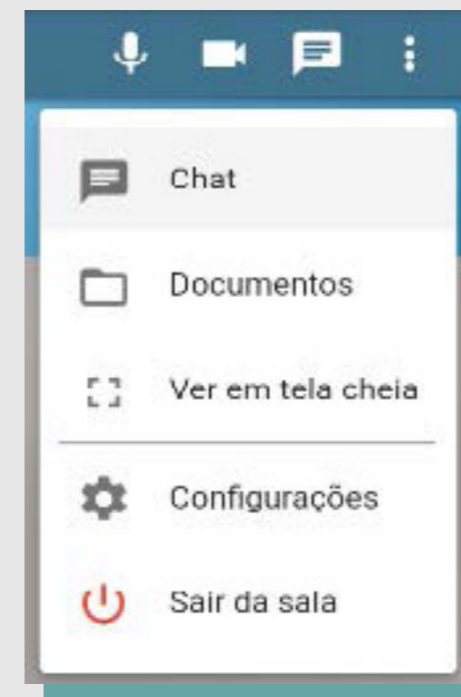 Chat
Documentos
Ver em tela cheia
Configurações
Sair da sala